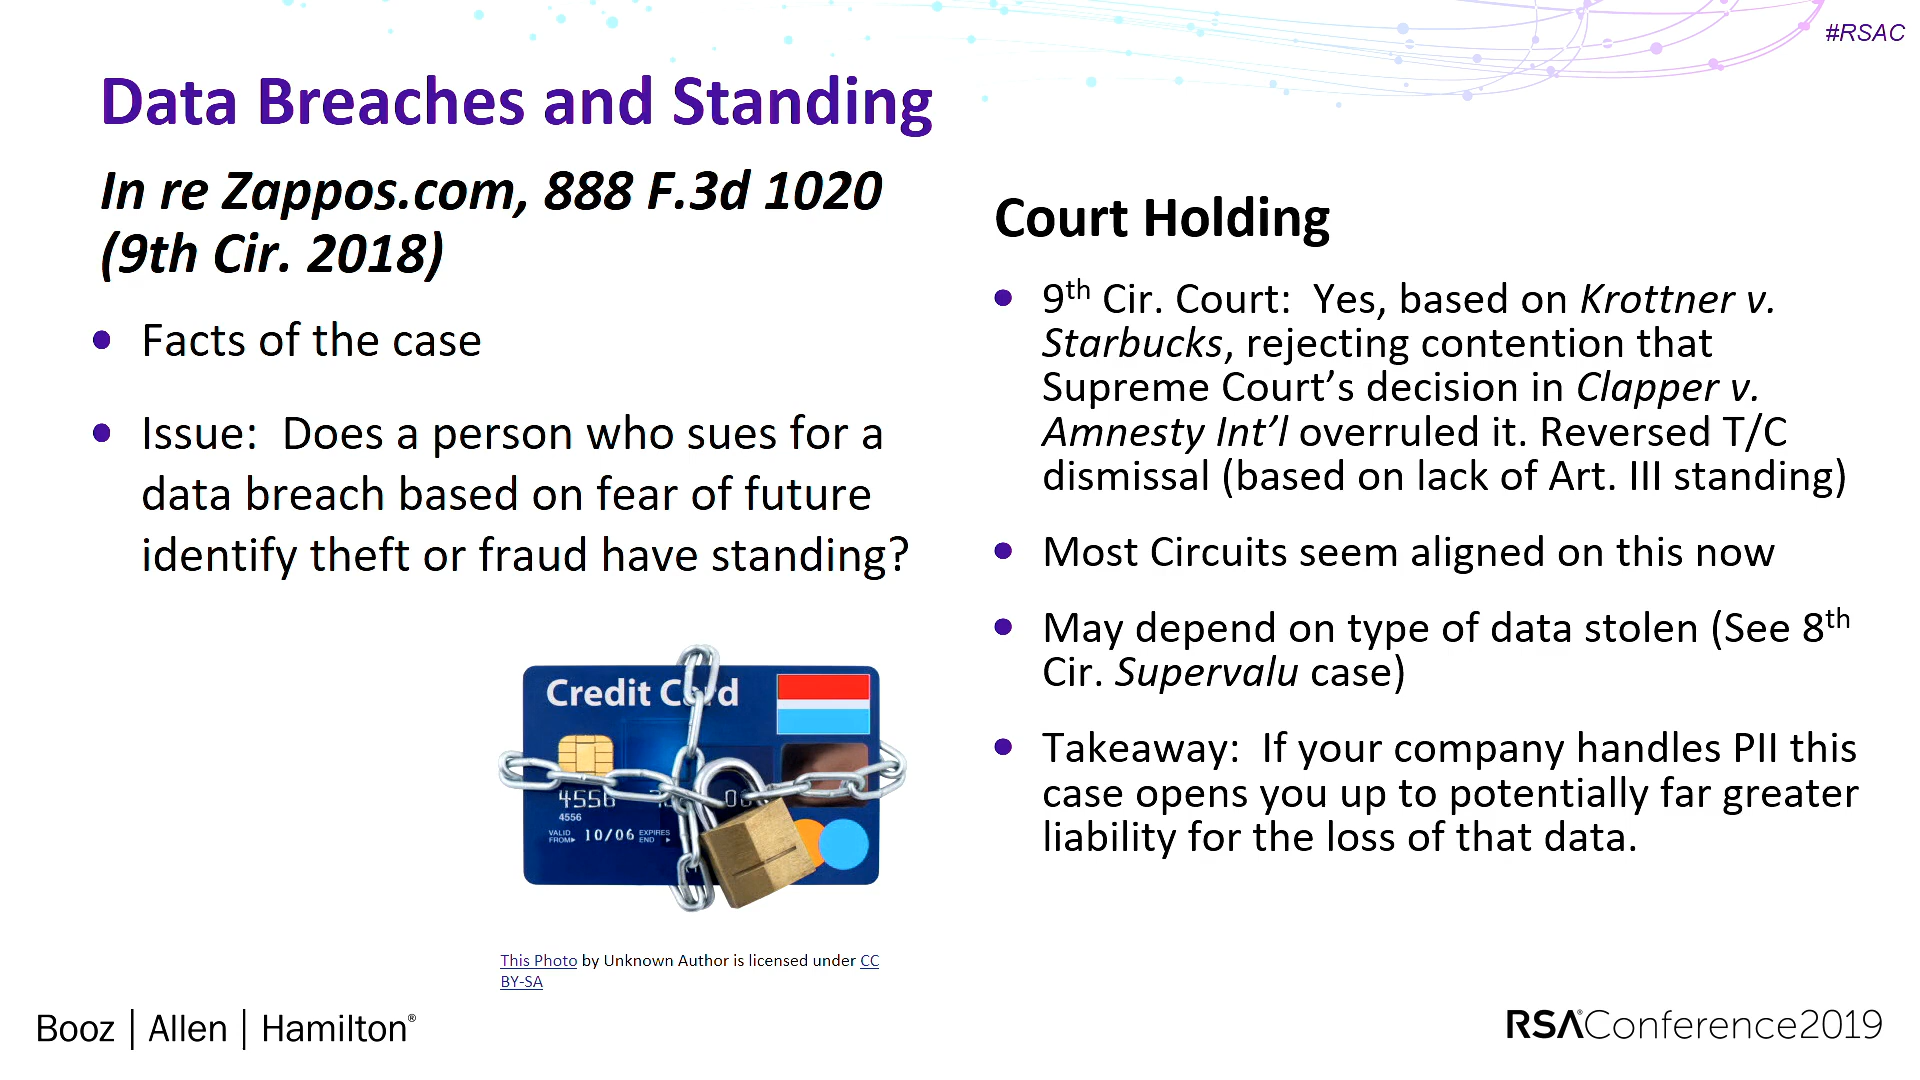 #RSAC
Data Breaches and Standing
In re Zappos.com, 888 F.3d 1020
(9th Cir. 2018)
• Facts of the case
• Issue: Does a person who sues for a
data breach based on fear of future
identify theft or fraud have standing?
Credit Card
4556
4556
VALID
FROM▶ 10/06 EXPIRES
END ▶
This Photo by Unknown Author is licensed under CC
BY-SA
Court Holding
• 9th Cir. Court: Yes, based on Krottner v.
Starbucks, rejecting contention that
Supreme Court’s decision in Clapper v.
Amnesty Int’l overruled it. Reversed T/C
dismissal (based on lack of Art. III standing)
• Most Circuits seem aligned on this now
• May depend on type of data stolen (See 8th
Cir. Supervalu case)
• Takeaway: If your company handles PII this
case opens you up to potentially far greater
liability for the loss of that data.
Booz | Allen | Hamilton®
RSA®Conference2019